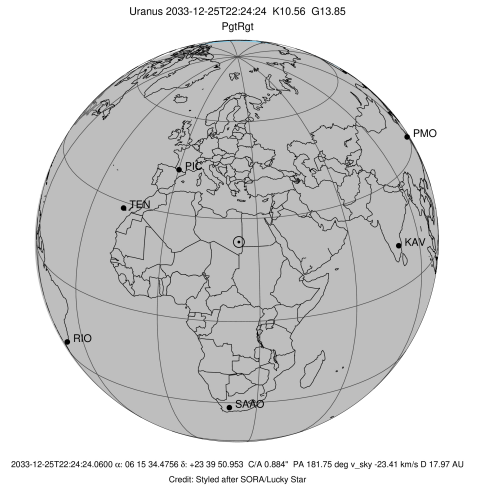 Uranus 2033-12-25T22:24:24 K10.56 G13.85
PgtRgt
PMO
PIC
TEN
KAV
RIO
SAAO
2033-12-25T22:24:24.0600 α: 06 15 34.4756 δ: +23 39 50.953 C/A 0.884" PA 181.75 deg v_sky -23.41 km/s D 17.97 AU
Credit: Styled after SORA/Lucky Star